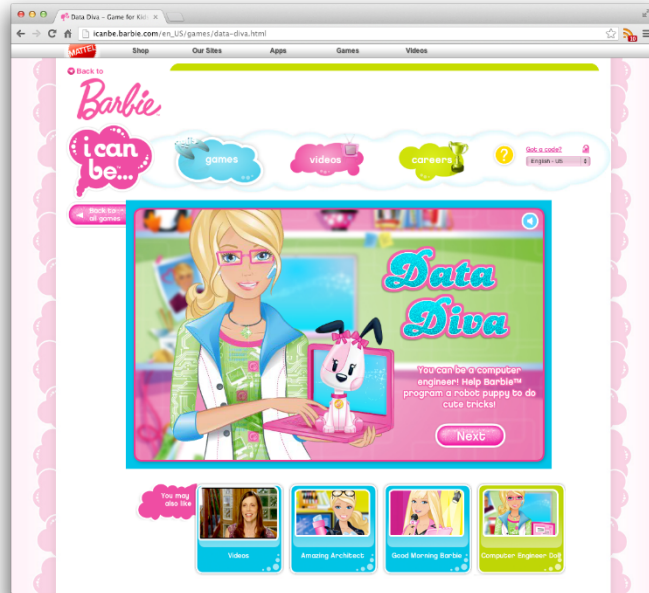 Data Diva – Game for Kids
icanbe.barbie.com/en_US/games/data-diva.html
10
MATTEL
Shop
Our Sites
Apps
Games
Videos
Back to
Barbie
i can
be...
games
videos
careers
?
Got a code?
English - US
Back to
all games
Data
Diva
You can be a computer
engineer! Help Barbie™
program a robot puppy to do
cute tricks!
Next
You may
also like
Videos
Amazing Architect
Good Morning Barbie
Computer Engineer Doll